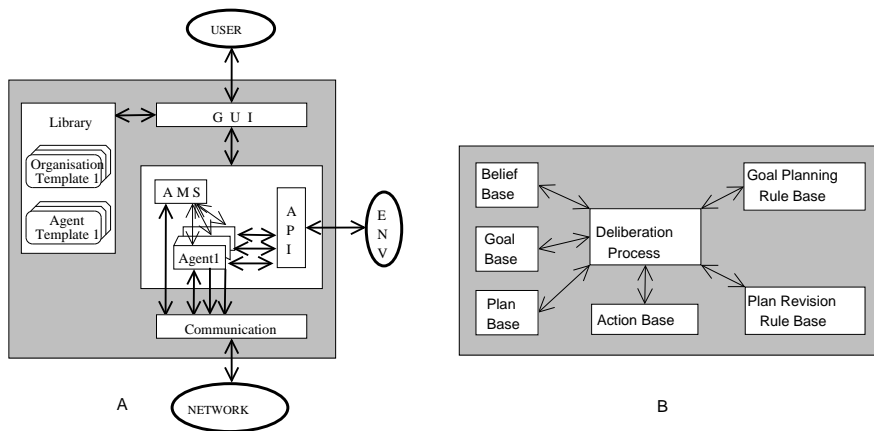 USER
G U I
Library
Organisation
Template 1
Agent
Template 1
A M S
Agent1
A
P
I
E
N
V
Communication
NETWORK
A
Belief
Base
Goal
Base
Plan
Base
Deliberation
Process
Action Base
Goal Planning
Rule Base
Plan Revision
Rule Base
B